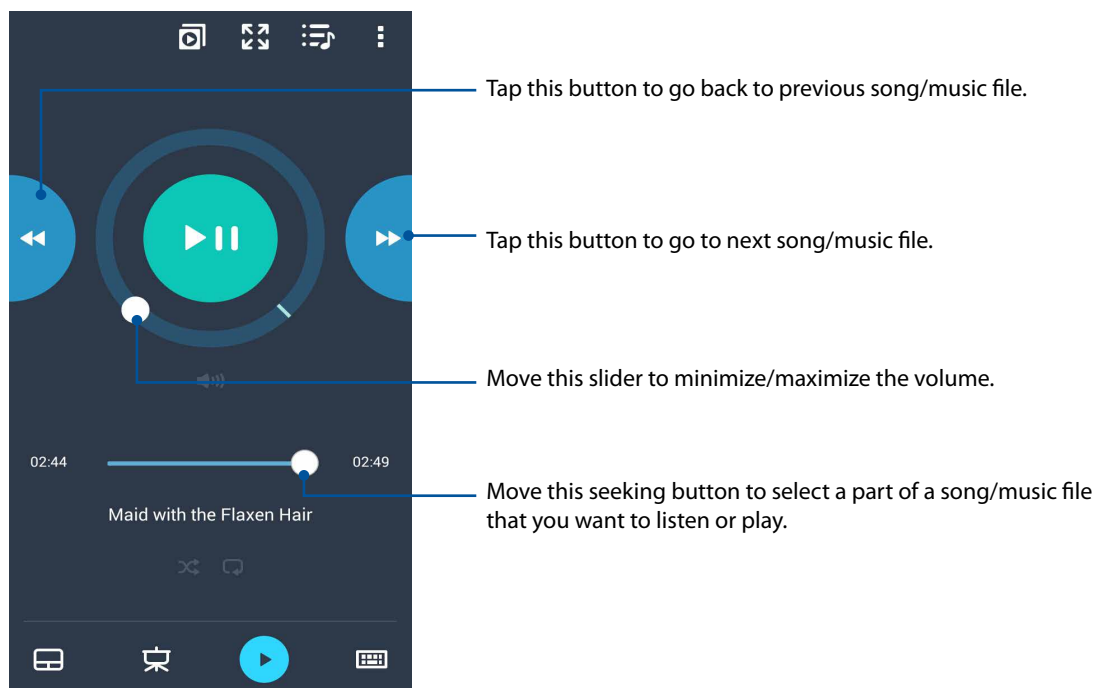 Tap this button to go back to previous song/music file.
Tap this button to go to next song/music file.
Move this slider to minimize/maximize the volume.
02:44
02:49
Move this seeking button to select a part of a song/music file
that you want to listen or play.
Maid with the Flaxen Hair